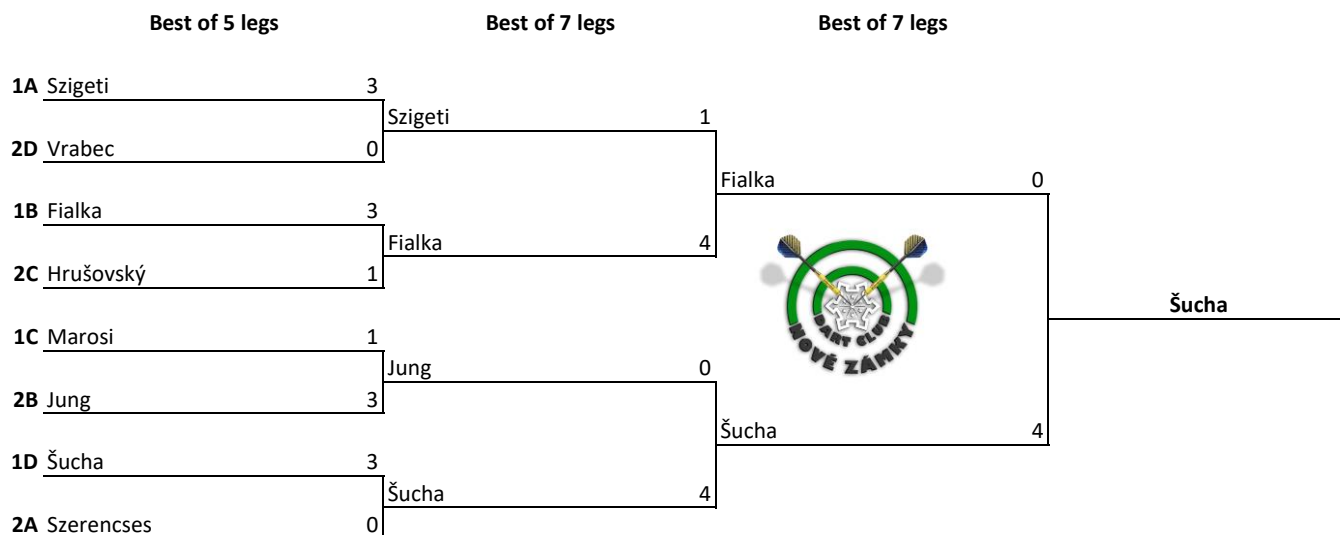 Best of 5 legs Best of 7 legs Best of 7 legs
1A Szigeti 3
Szigeti 1
2D Vrabec 0
Fialka 0
1B Fialka 3
Fialka 4
2C Hrušovský 1
DART CLUB
NOVÉ ZÁMKY
Šucha
1C Marosi 1
Jung 0
2B Jung 3
Šucha 4
1D Šucha 3
Šucha 4
2A Szerencses 0